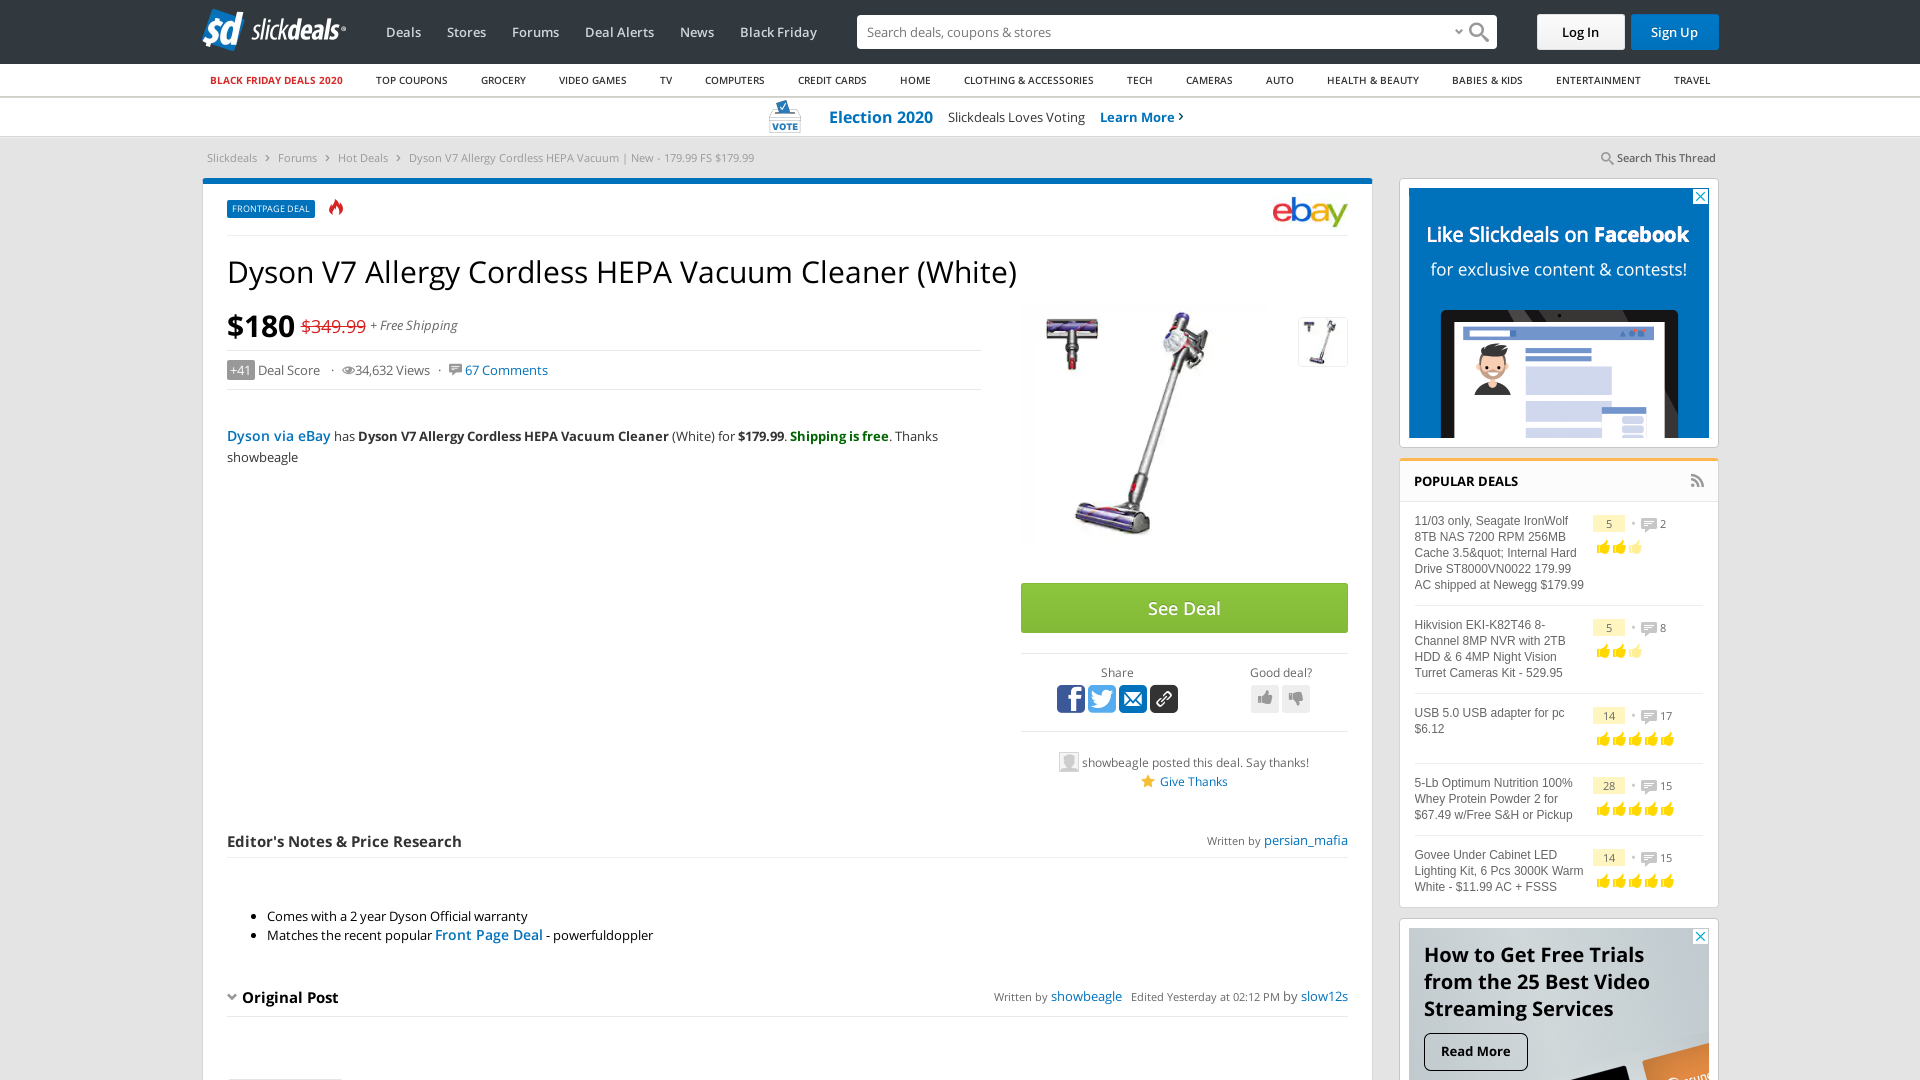 sd slickdeals
Deals Stores Forums Deal Alerts News Black Friday Search deals, coupons & stores Log In Sign Up
BLACK FRIDAY DEALS 2020 TOP COUPONS GROCERY VIDEO GAMES TV COMPUTERS CREDIT CARDS HOME CLOTHING & ACCESSORIES TECH CAMERAS AUTO HEALTH & BEAUTY BABIES & KIDS ENTERTAINMENT TRAVEL
VOTE Election 2020 Slickdeals Loves Voting Learn More
Slickdeals Forums Hot Deals Dyson V7 Allergy Cordless HEPA Vacuum | New - 179.99 FS $179.99 Search This Thread
FRONTPAGE DEAL
ebay
Dyson V7 Allergy Cordless HEPA Vacuum Cleaner (White)
$180 $349.99 + Free Shipping
+41 Deal Score · 34,632 Views · 67 Comments
Dyson via eBay has Dyson V7 Allergy Cordless HEPA Vacuum Cleaner (White) for $179.99. Shipping is free. Thanks
showbeagle
See Deal
Share Good deal?
showbeagle posted this deal. Say thanks!
Give Thanks
Editor's Notes & Price Research Written by persian_mafia
• Comes with a 2 year Dyson Official warranty
• Matches the recent popular Front Page Deal - powerfuldoppler
Original Post Written by showbeagle Edited Yesterday at 02:12 PM by slow12s
Like Slickdeals on Facebook
for exclusive content & contests!
POPULAR DEALS
11/03 only, Seagate IronWolf
8TB NAS 7200 RPM 256MB
Cache 3.5&quot; Internal Hard
Drive ST8000VN0022 179.99
AC shipped at Newegg $179.99
5 • 2
Hikvision EKI-K82T46 8-
Channel 8MP NVR with 2TB
HDD & 6 4MP Night Vision
Turret Cameras Kit - 529.95
5 • 8
USB 5.0 USB adapter for pc
$6.12
14 • 17
5-Lb Optimum Nutrition 100%
Whey Protein Powder 2 for
$67.49 w/Free S&H or Pickup
28 • 15
Govee Under Cabinet LED
Lighting Kit, 6 Pcs 3000K Warm
White - $11.99 AC + FSSS
14 • 15
How to Get Free Trials
from the 25 Best Video
Streaming Services
Read More